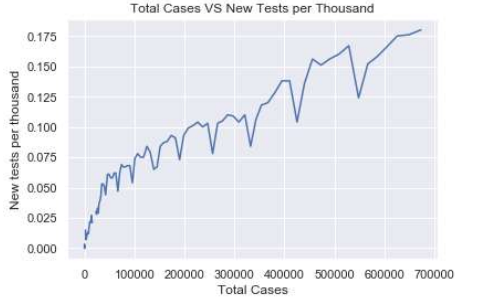 Total Cases VS New Tests per Thousand
New tests per thousand
0.175
0.150
0.125
0.100
0.075
0.050
0.025
0.000
0 100000 200000 300000 400000 500000 600000 700000
Total Cases